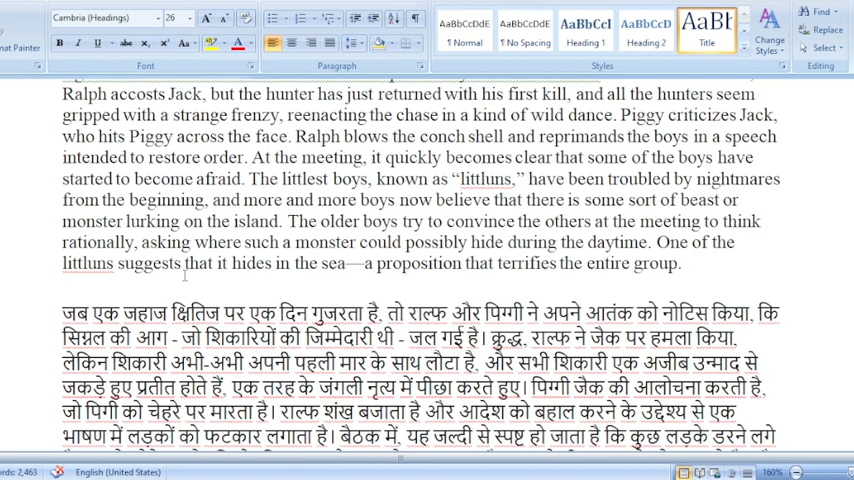 Cambria (Headings) 26
at Painter
Font
Paragraph
AaBbCcDdE AaBbCcDdE AaBbCcI AaBbCcD
¶ Normal ¶ No Spacing Heading 1 Heading 2 Title
Styles
Change
Styles
Find
Replace
Select
Editing
Ralph accosts Jack, but the hunter has just returned with his first kill, and all the hunters seem
gripped with a strange frenzy, reenacting the chase in a kind of wild dance. Piggy criticizes Jack,
who hits Piggy across the face. Ralph blows the conch shell and reprimands the boys in a speech
intended to restore order. At the meeting, it quickly becomes clear that some of the boys have
started to become afraid. The littlest boys, known as “littluns,” have been troubled by nightmares
from the beginning, and more and more boys now believe that there is some sort of beast or
monster lurking on the island. The older boys try to convince the others at the meeting to think
rationally, asking where such a monster could possibly hide during the daytime. One of the
littluns suggests that it hides in the sea—a proposition that terrifies the entire group.
जब एक जहाज क्षितिज पर एक दिन गुजरता है, तो राल्फ और पिग्गी ने अपने आतंक को नोटिस किया, कि
सिग्नल की आग - जो शिकारियों की जिम्मेदारी थी - जल गई है। क्रुद्ध, राल्फ ने जैक पर हमला किया,
लेकिन शिकारी अभी-अभी अपनी पहली मार के साथ लौटा है, और सभी शिकारी एक अजीब उन्माद से
जकड़े हुए प्रतीत होते हैं, एक तरह के जंगली नृत्य में पीछा करते हुए। पिग्गी जैक की आलोचना करती है,
जो पिगी को चेहरे पर मारता है। राल्फ शंख बजाता है और आदेश को बहाल करने के उद्देश्य से एक
भाषण में लड़कों को फटकार लगाता है। बैठक में, यह जल्दी से स्पष्ट हो जाता है कि कुछ लड़के डरने लगे
ords: 2,463 English (United States) 160%